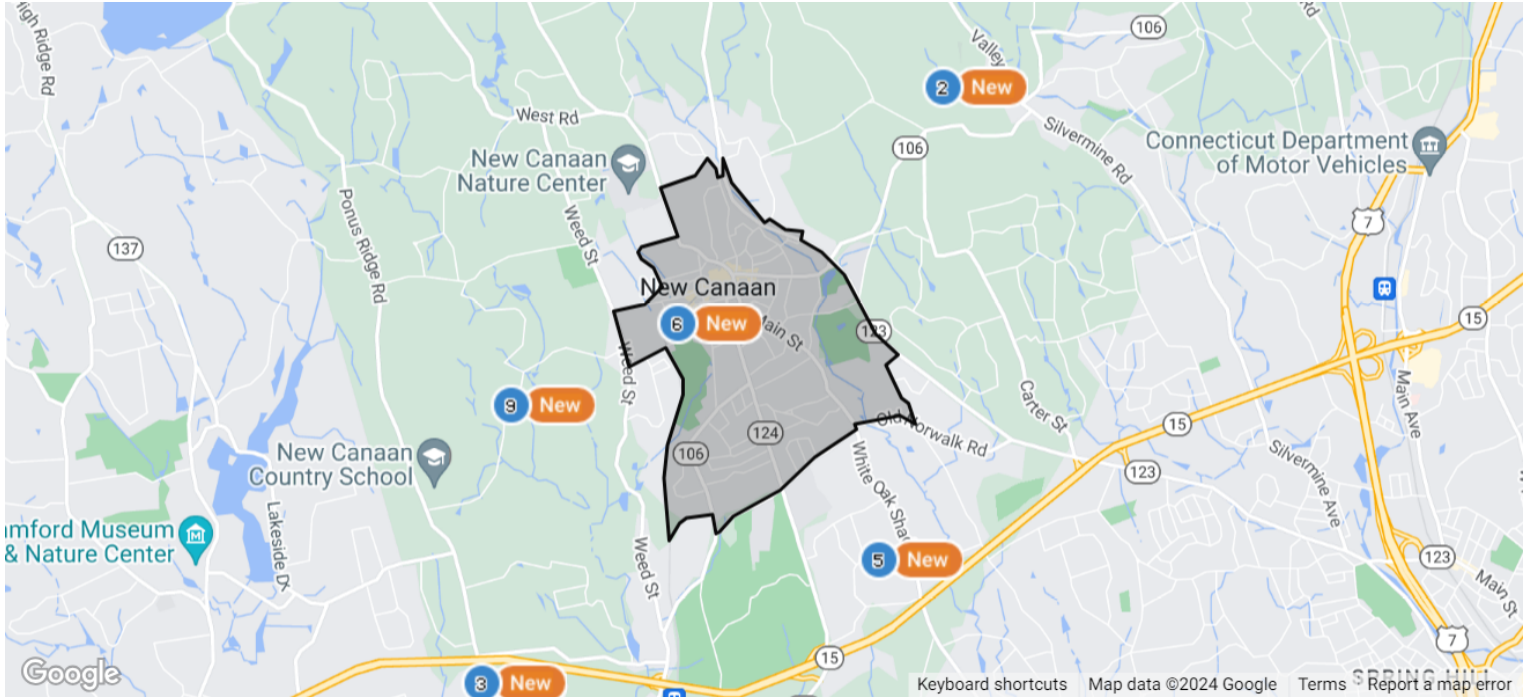 igh Ridge Rd
106
Valley
2 New
West Rd
106
Silvermine Rd
Connecticut Department
of Motor Vehicles
New Canaan
Nature Center
7
Ponus Ridge Rd
Weed St
137
New Canaan
6 New
Main St
123
15
Weed St
Main Ave
9 New
Carter St
Old Norwalk Rd
15
124
106
New Canaan
Country School
White Oak Shad
123
Silvermine Ave
Lakeside Dr
amford Museum
& Nature Center
Weed St
5 New
123
Main St
7
15
3 New
SPRING HILL
Google
Keyboard shortcuts
Map data ©2024 Google
Terms
Report a map error